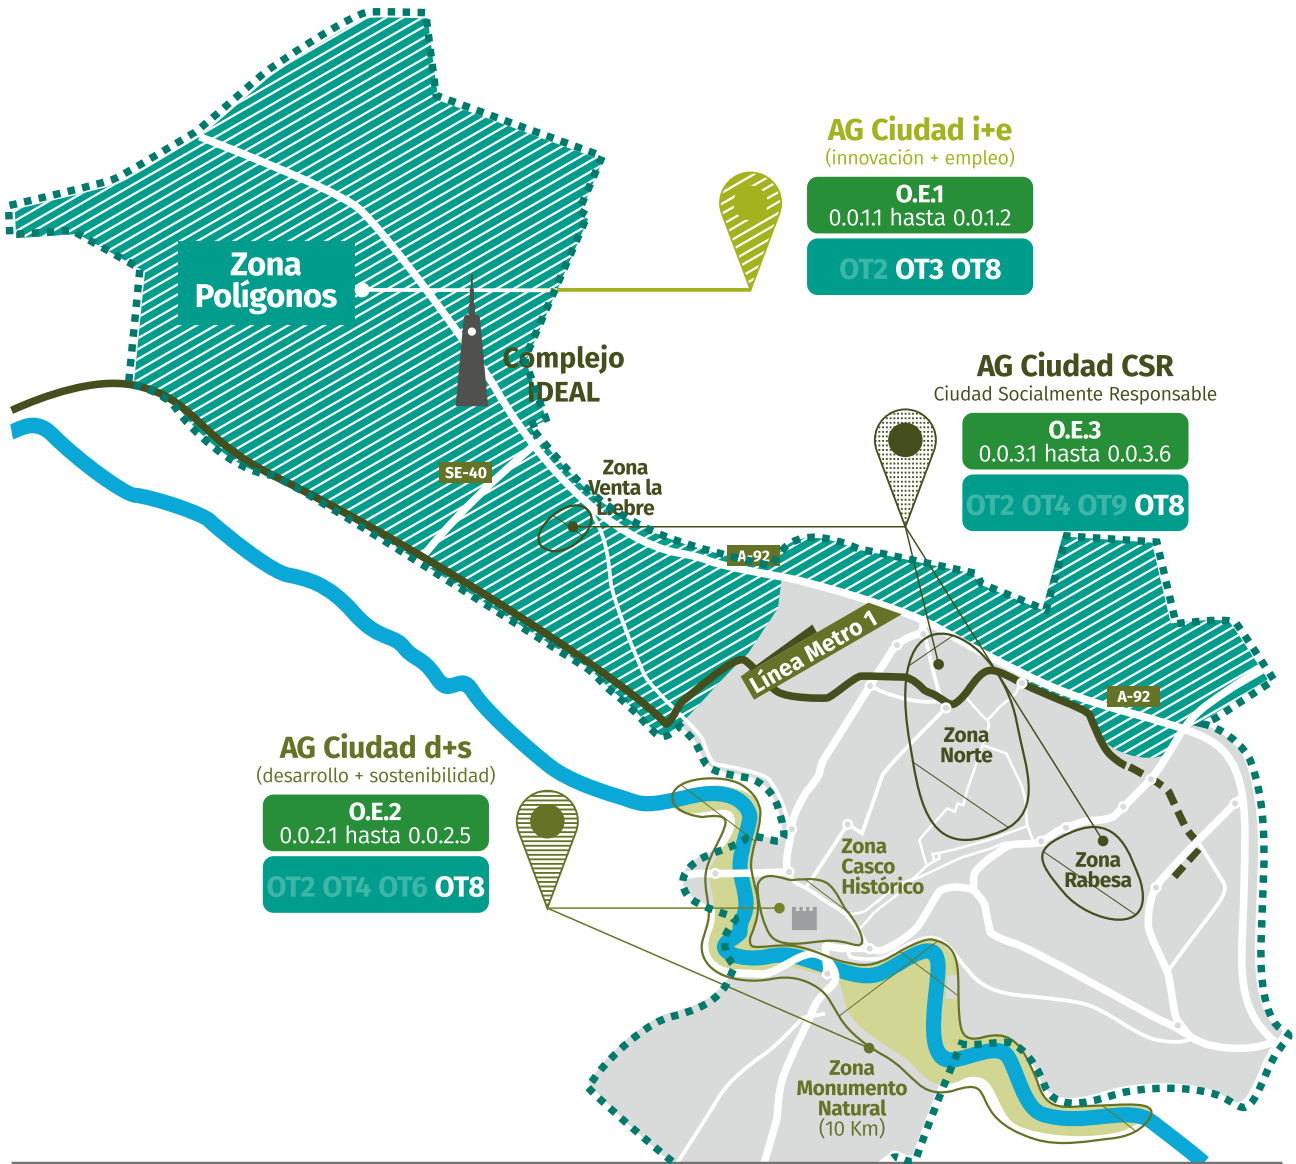 AG Ciudad i+e
(innovación + empleo)
O.E.1
0.0.1.1 hasta 0.0.1.2
OT2 OT3 OT8
Zona
Polígonos
Complejo
IDEAL
AG Ciudad CSR
Ciudad Socialmente Responsable
O.E.3
0.0.3.1 hasta 0.0.3.6
OT2 OT4 OT9 OT8
SE-40
Zona
Venta la
Liebre
A-92
Línea Metro 1
A-92
Zona
Norte
AG Ciudad d+s
(desarrollo + sostenibilidad)
O.E.2
0.0.2.1 hasta 0.0.2.5
OT2 OT4 OT6 OT8
Zona
Casco
Histórico
Zona
Rabesa
Zona
Monumento
Natural
(10 Km)